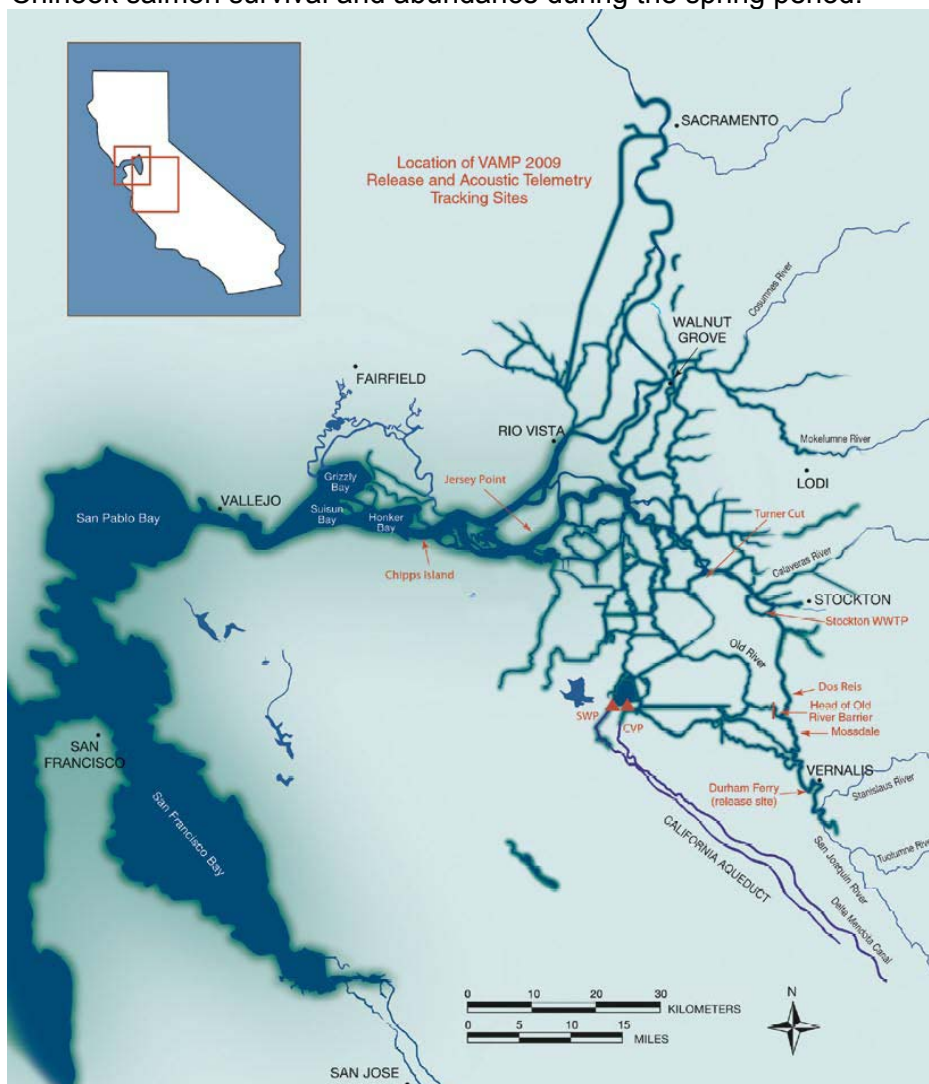 Chinook salmon survival and abundance during the spring period.
SACRAMENTO
Location of VAMP 2009
Release and Acoustic Telemetry
Tracking Sites
Cosumnes River
WALNUT
GROVE
FAIRFIELD
RIO VISTA
Mokelumne River
LODI
Grizzly
Bay
VALLEJO
Jersey Point
San Pablo Bay
Suisun
Bay
Honker
Bay
Turner Cut
Chipps Island
Calaveras River
STOCKTON
Stockton WWTP
Old River
Dos Reis
SWP
CVP
Head of Old
River Barrier
Mossdale
SAN
FRANCISCO
VERNALIS
Durham Ferry
(release site)
Stanislaus River
San Francisco Bay
CALIFORNIA AQUEDUCT
San Joaquin River
Tuolumne River
Delta Mendota Canal
0 10 20 30
KILOMETERS
0 5 10 15
MILES
N
SAN JOSE